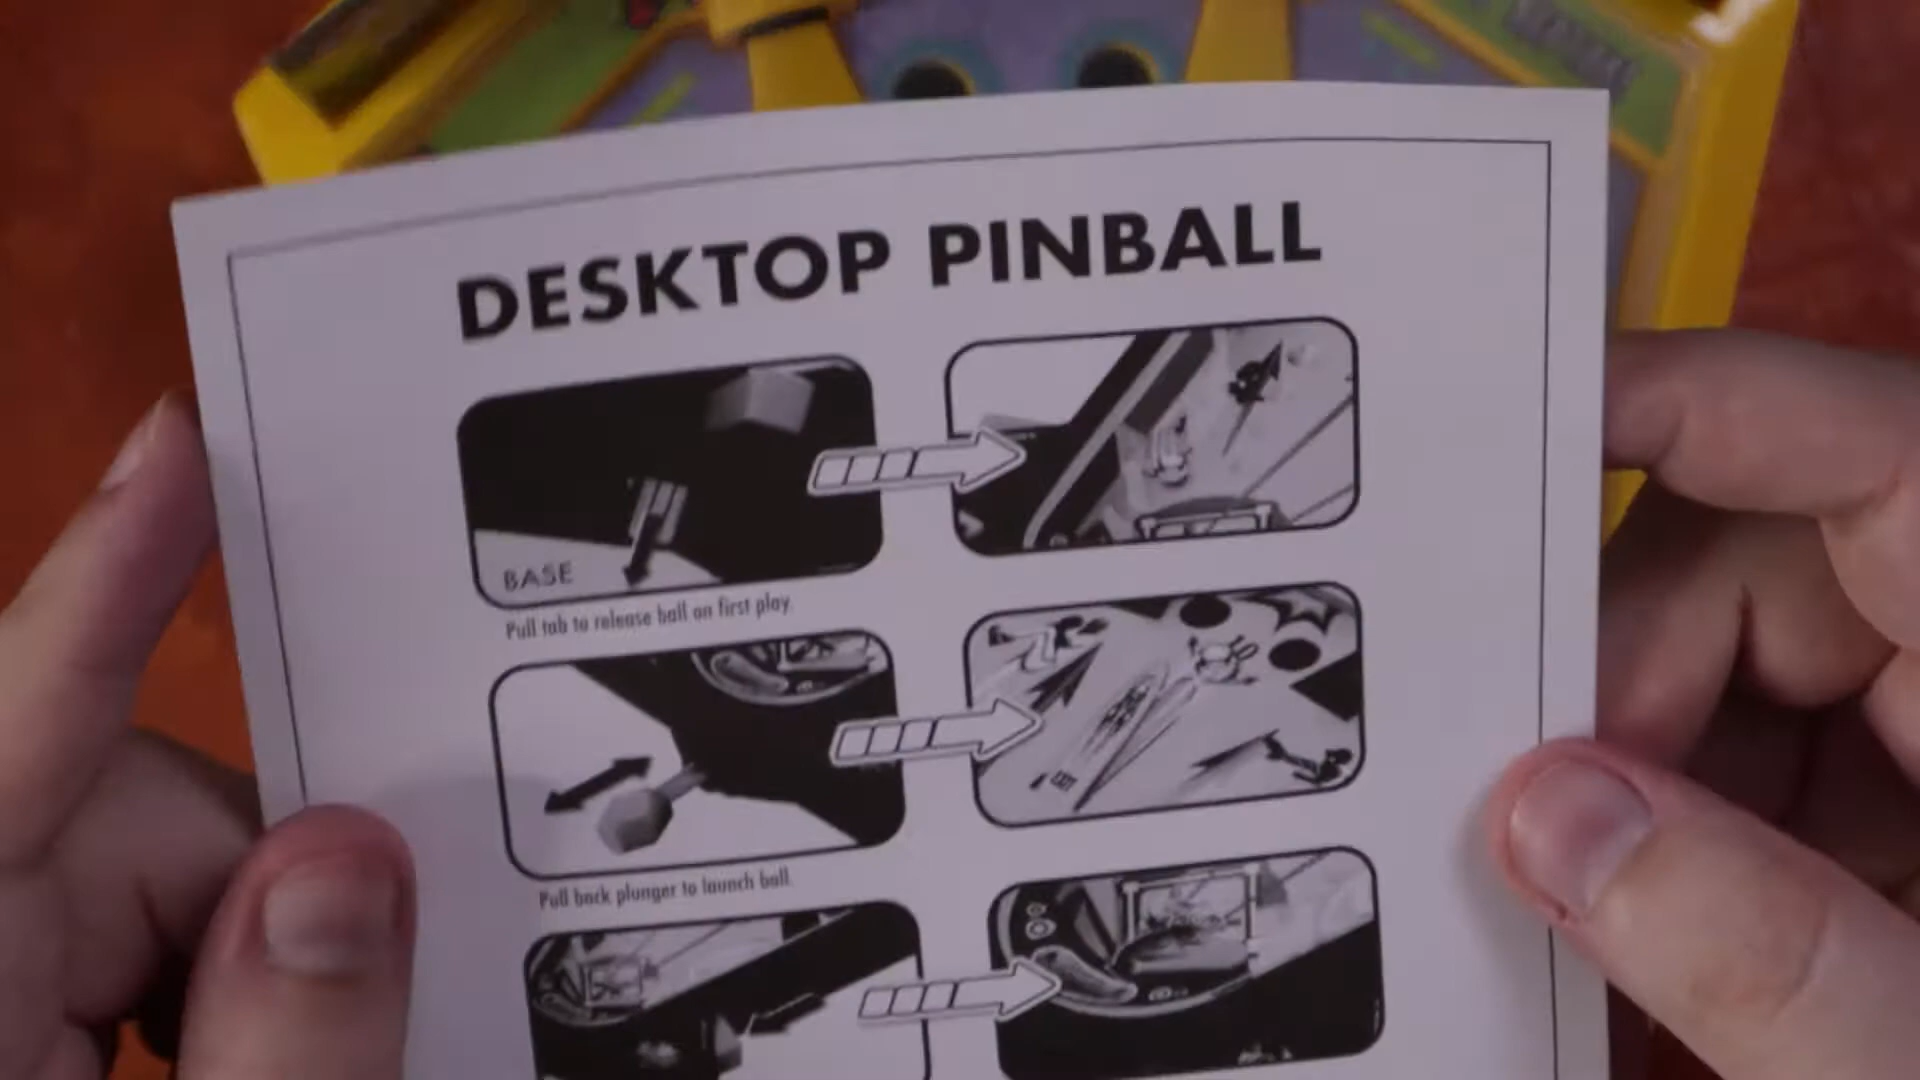 DESKTOP PINBALL
BASE
Pull tab to release ball on first play.
Pull back plunger to launch ball.